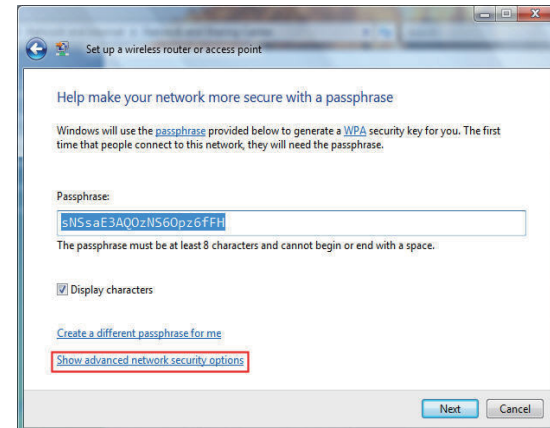 Set up a wireless router or access point
Help make your network more secure with a passphrase
Windows will use the passphrase provided below to generate a WPA security key for you. The first
time that people connect to this network, they will need the passphrase.
Passphrase:
sNSsaE3AQOzNS6Opz6fFH
The passphrase must be at least 8 characters and cannot begin or end with a space.
Display characters
Create a different passphrase for me
Show advanced network security options
Next Cancel